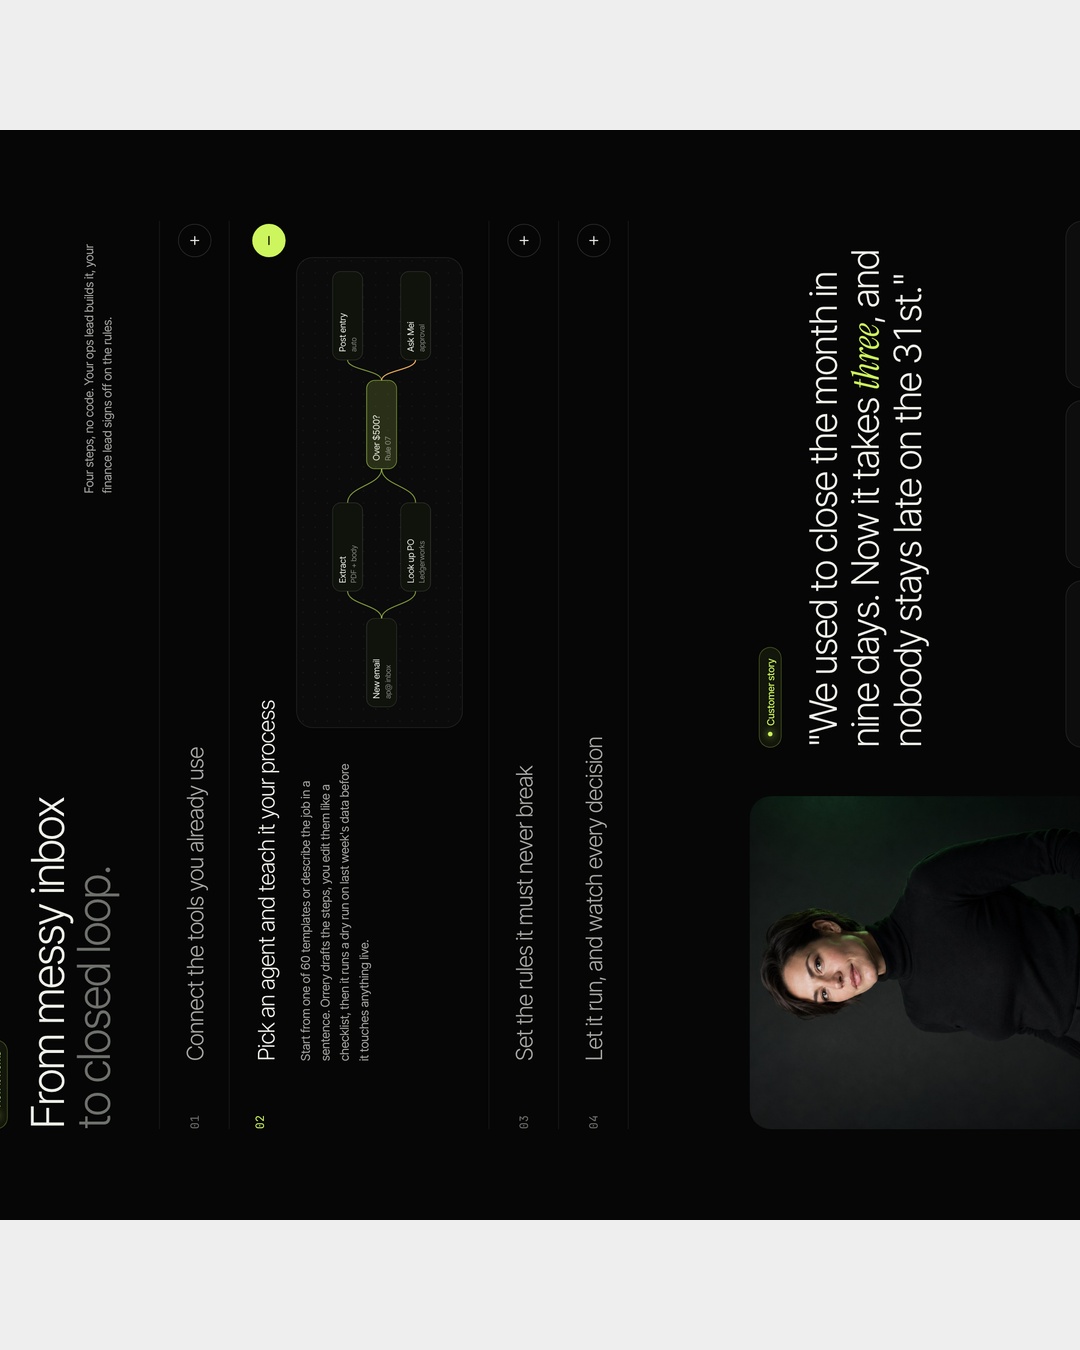 From messy inbox
to closed loop.
Four steps, no code. Your ops lead builds it, your
finance lead signs off on the rules.
01
Connect the tools you already use
+
02
Pick an agent and teach it your process
–
Start from one of 60 templates or describe the job in a
sentence. Orrery drafts the steps, you edit them like a
checklist, then it runs a dry run on last week's data before
it touches anything live.
New email
ap@ inbox
Extract
PDF + body
Look up PO
Ledgerworks
Over $500?
Rule 07
Post entry
auto
Ask Mei
approval
03
Set the rules it must never break
+
04
Let it run, and watch every decision
+
Customer story
"We used to close the month in
nine days. Now it takes three, and
nobody stays late on the 31st."